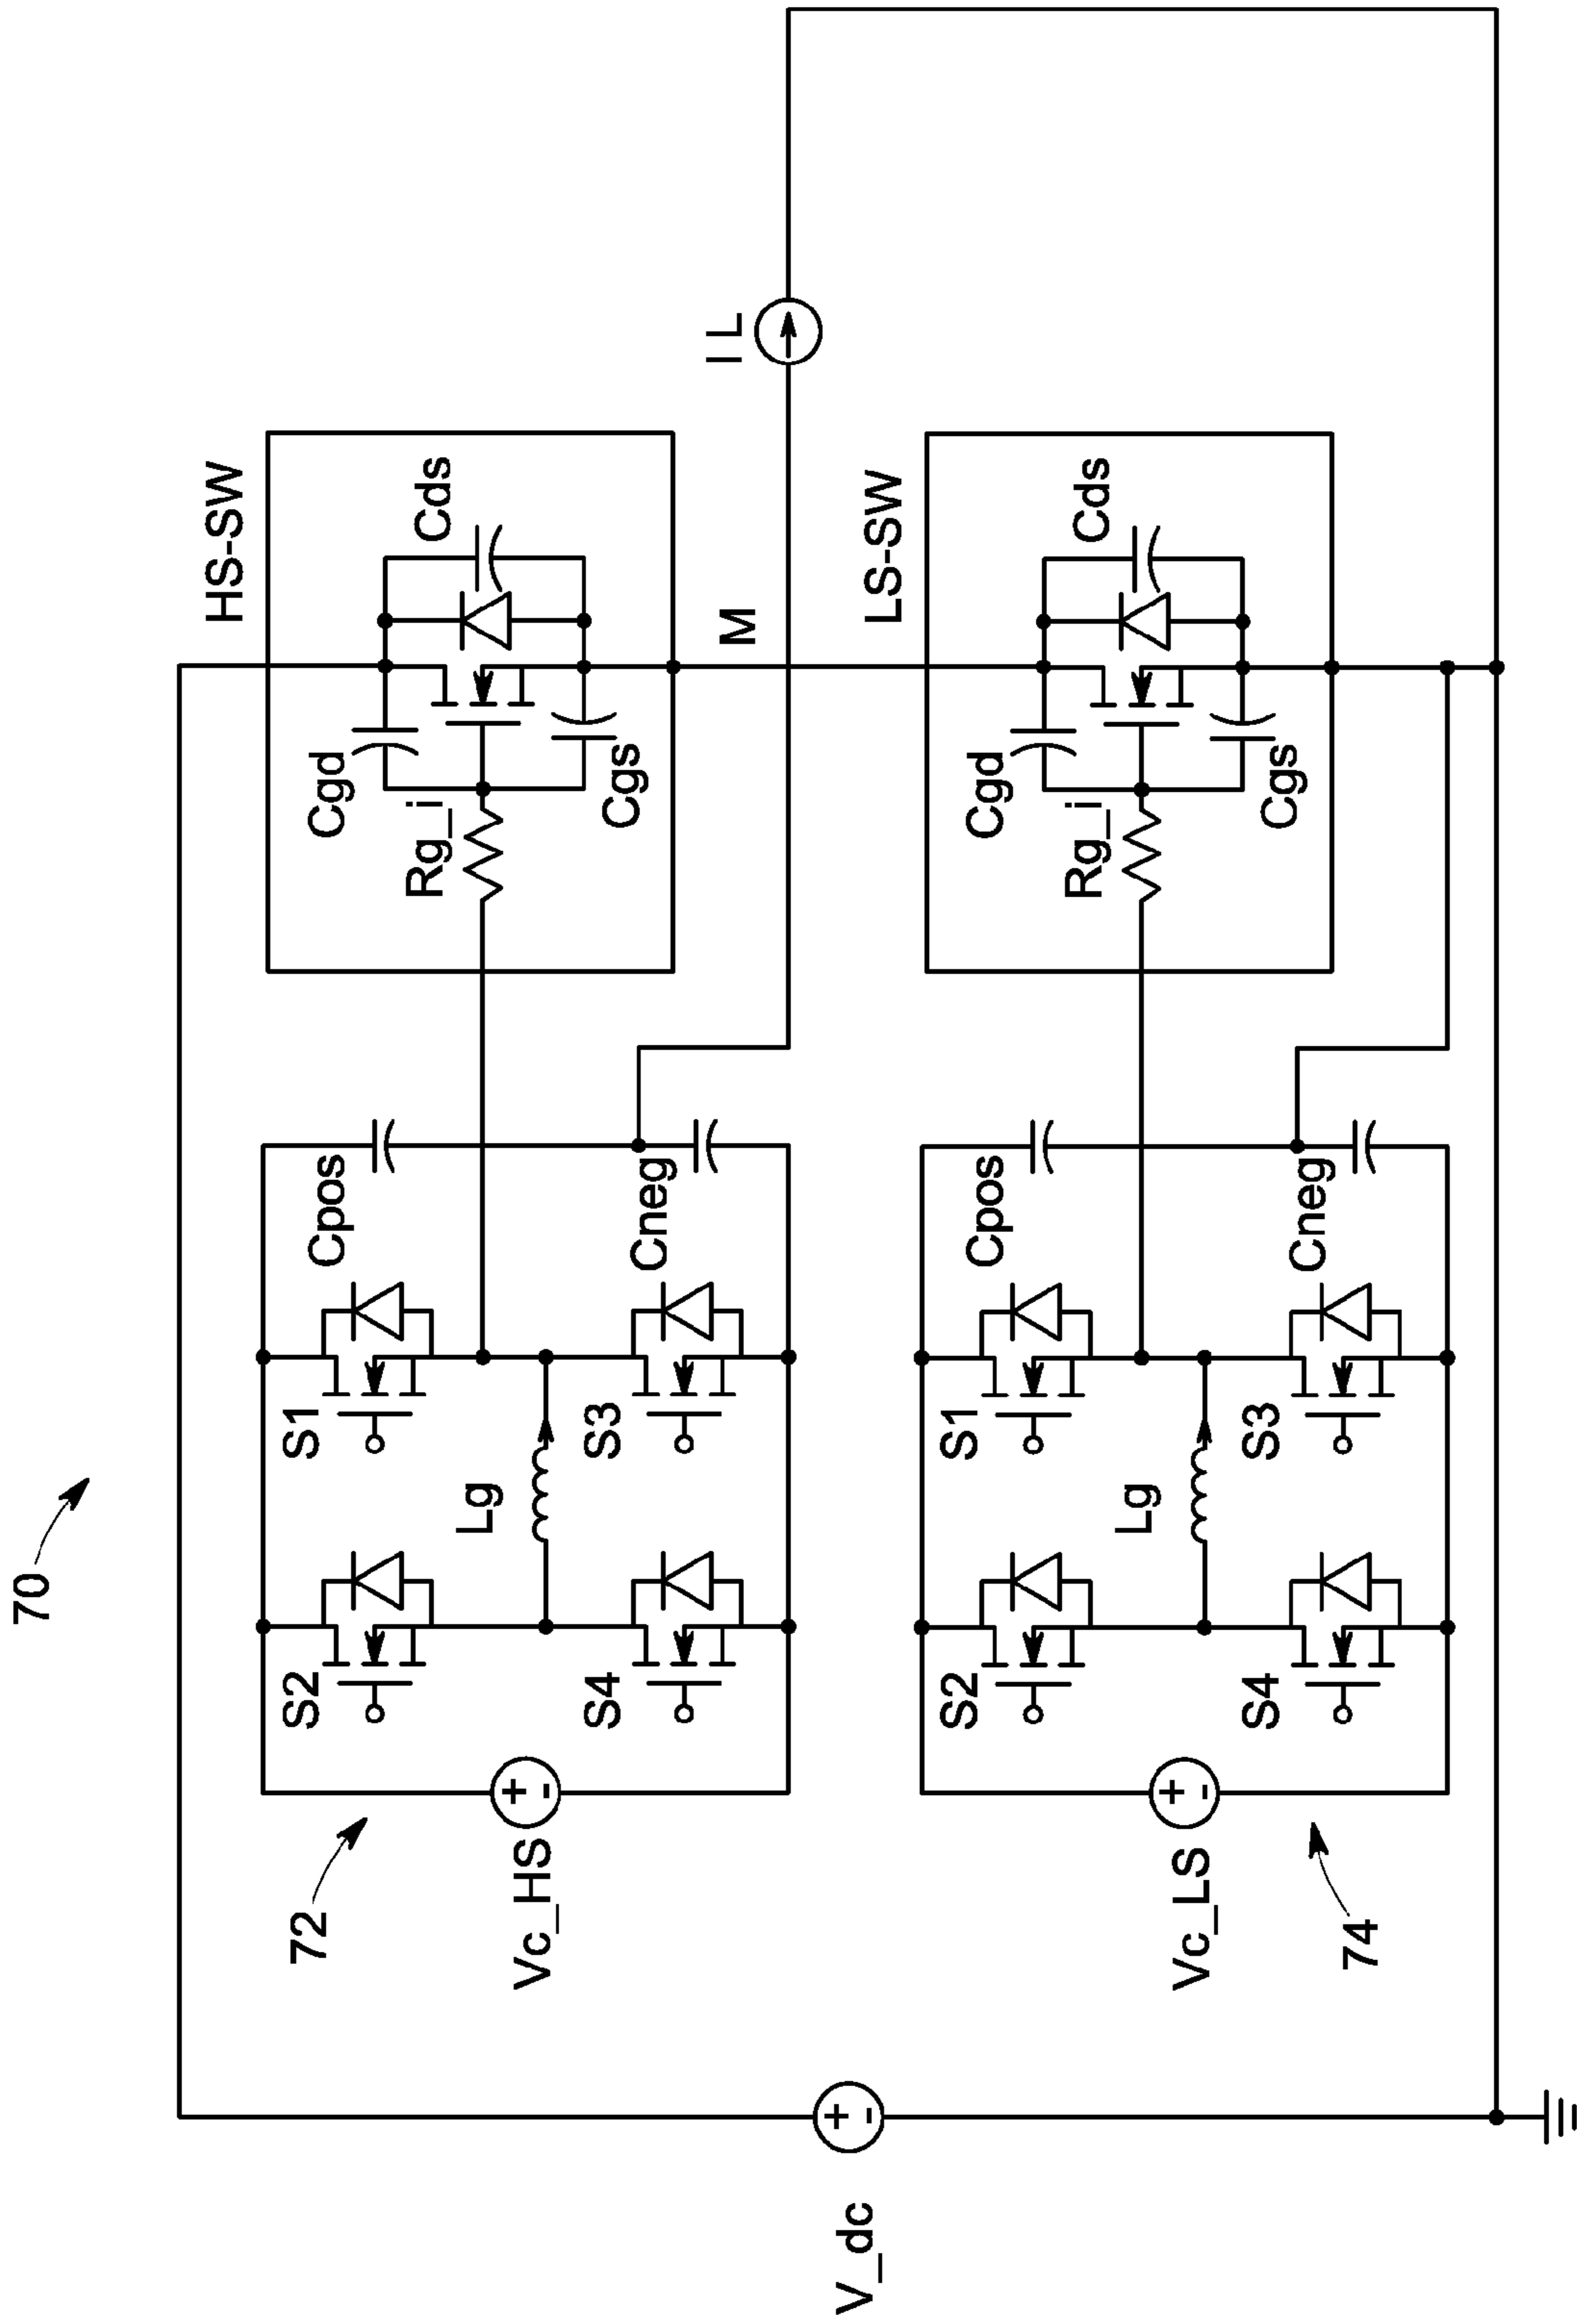 70
72
HS-SW
S2
S1
Cpos
Cgd
Cds
Lg
Rg_i
Vc_HS
S4
S3
Cneg
Cgs
+
-
M
I L
V_dc
+
-
LS-SW
S2
S1
Cpos
Cgd
Cds
Lg
Rg_i
Vc_LS
+
-
S4
S3
Cneg
Cgs
74